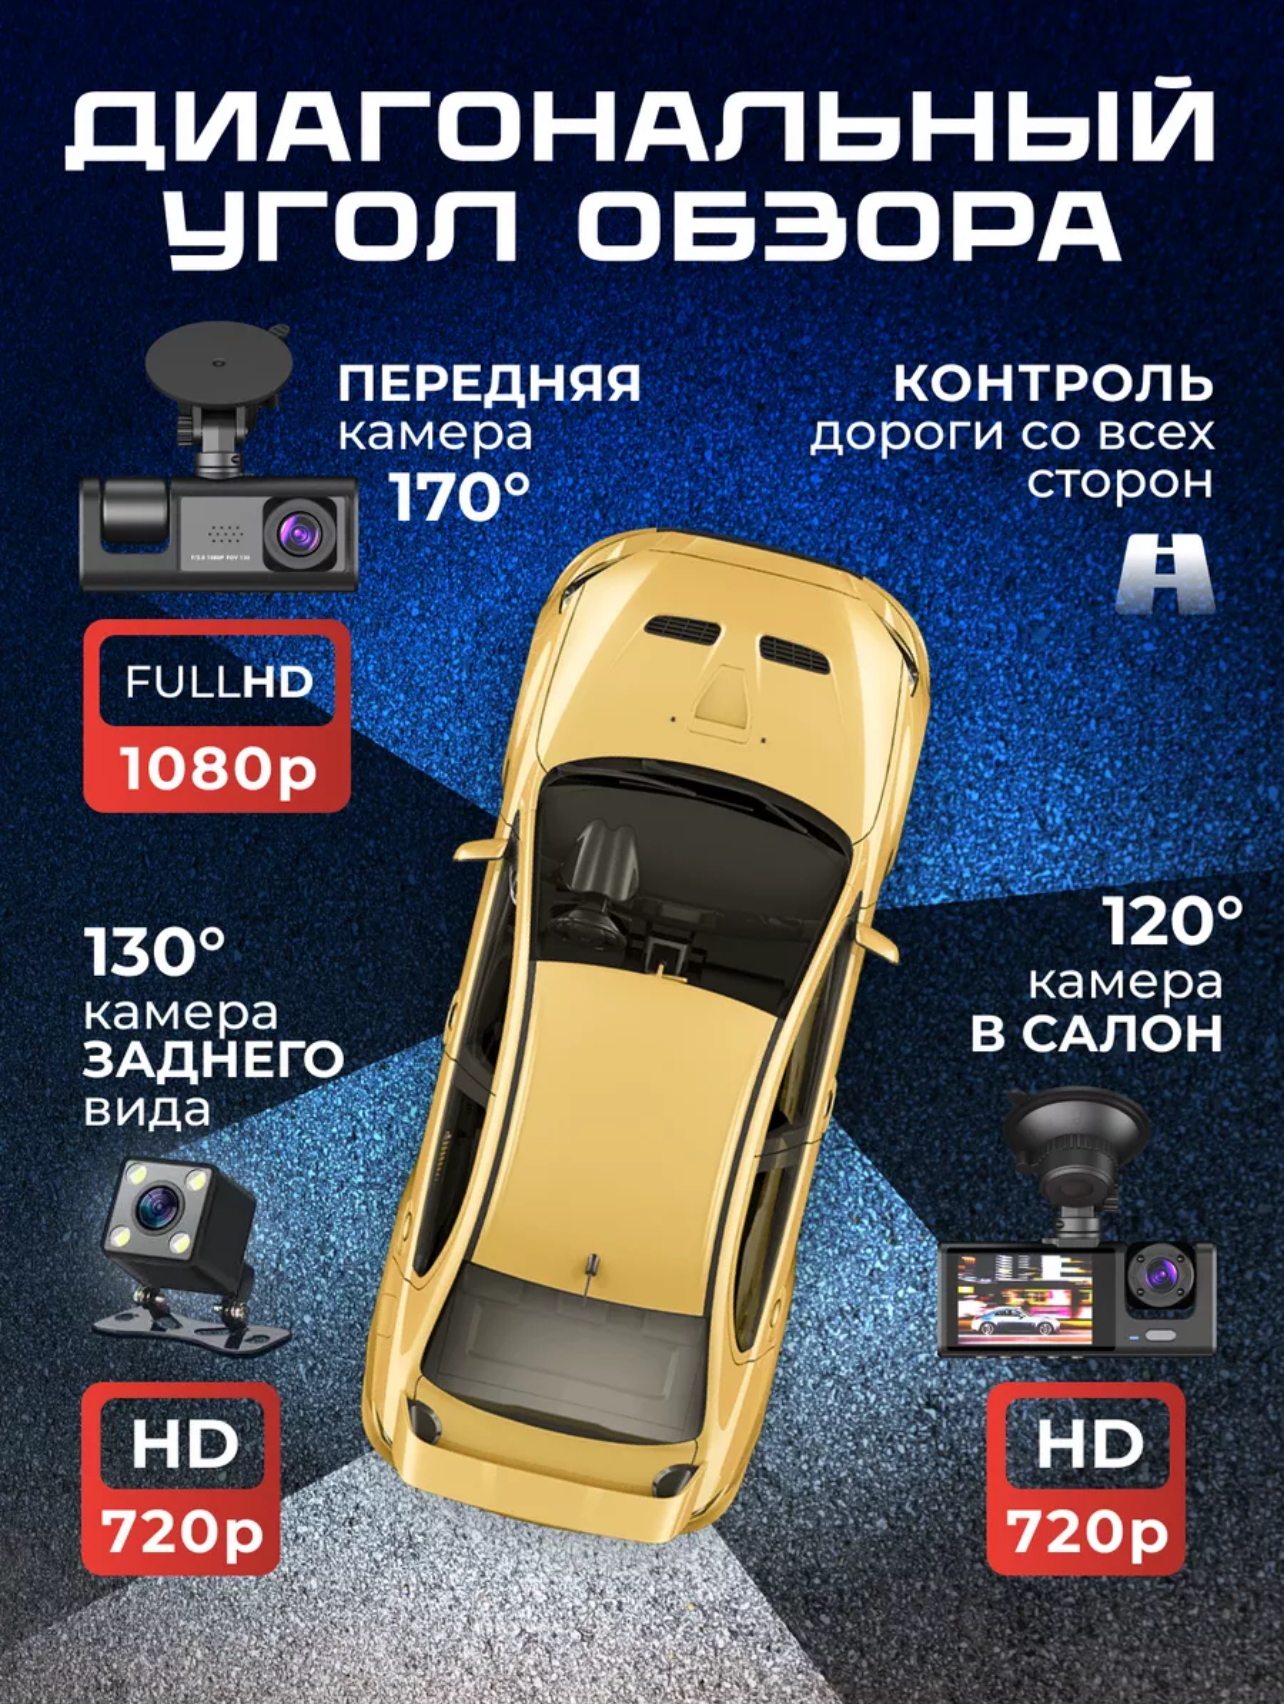 ДИАГОНАЛЬНЫЙ
УГОЛ ОБЗОРА
ПЕРЕДНЯЯ
камера
170°
КОНТРОЛЬ
дороги со всех
сторон
FULLHD
1080p
130°
камера
ЗАДНЕГО
вида
120°
камера
В САЛОН
HD
720p
HD
720p